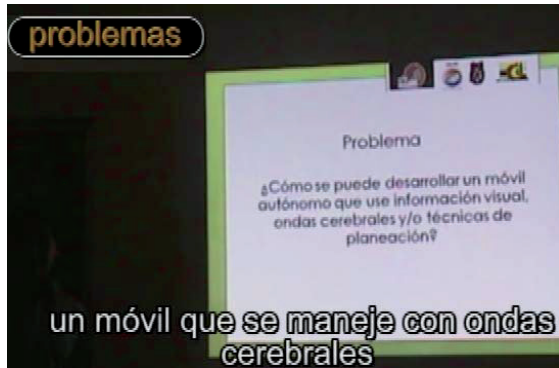 problemas
Problema
¿Cómo se puede desarrollar un móvil
autónomo que use información visual,
ondas cerebrales y/o técnicas de
planeación?
un móvil que se maneje con ondas
cerebrales